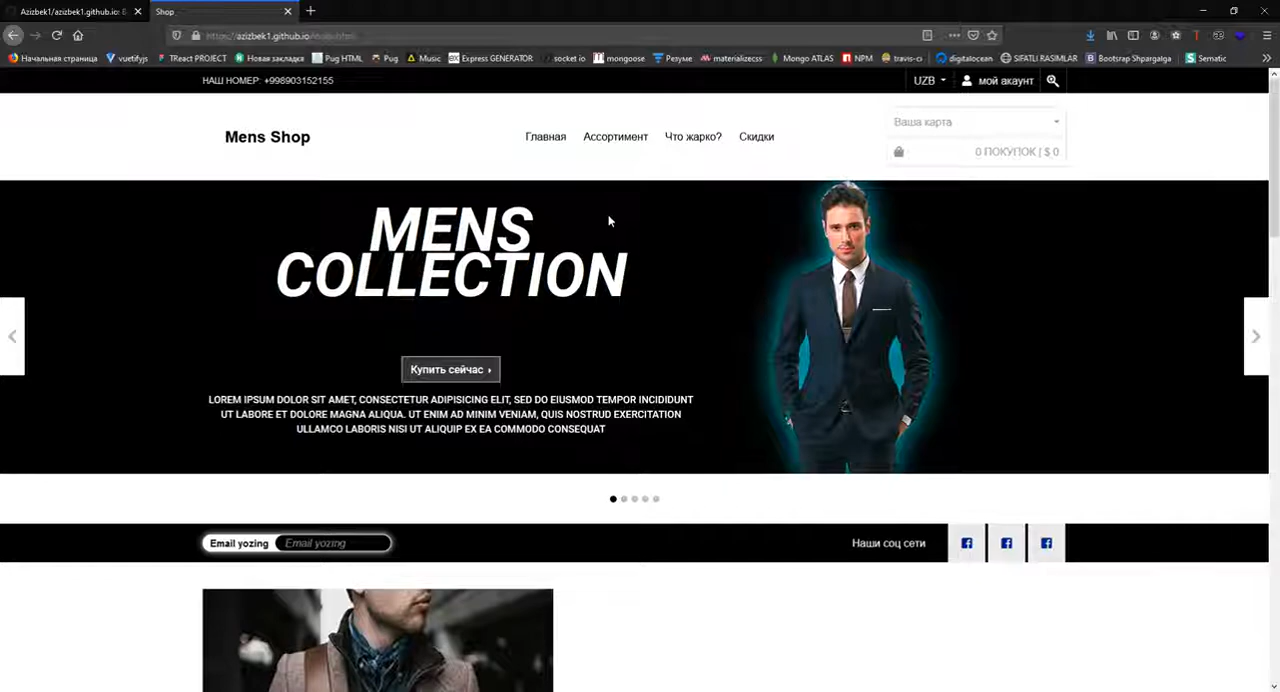 Azizbek1/azizbek1.github.io:
Shop
https://azizbek1.github.io
Начальная страница
vuetifyjs
TReact PROJECT
Новая закладка
Pug HTML
Pug
Music
Express GENERATOR
socket io
mongoose
Резуме
materializecss
Mongo ATLAS
NPM
travis-ci
digitalocean
SIFATLI RASIMLAR
Bootsrap Shpargalga
Sematic
НАШ НОМЕР: +998903152155
UZB
мой акаунт
Mens Shop
Главная
Ассортимент
Что жарко?
Скидки
Ваша карта
0 ПОКУПОК [ $ 0
MENS
COLLECTION
Купить сейчас
LOREM IPSUM DOLOR SIT AMET, CONSECTETUR ADIPISICING ELIT, SED DO EIUSMOD TEMPOR INCIDIDUNT
UT LABORE ET DOLORE MAGNA ALIQUA. UT ENIM AD MINIM VENIAM, QUIS NOSTRUD EXERCITATION
ULLAMCO LABORIS NISI UT ALIQUIP EX EA COMMODO CONSEQUAT
Email yozing
Email yozing
Наши соц сети